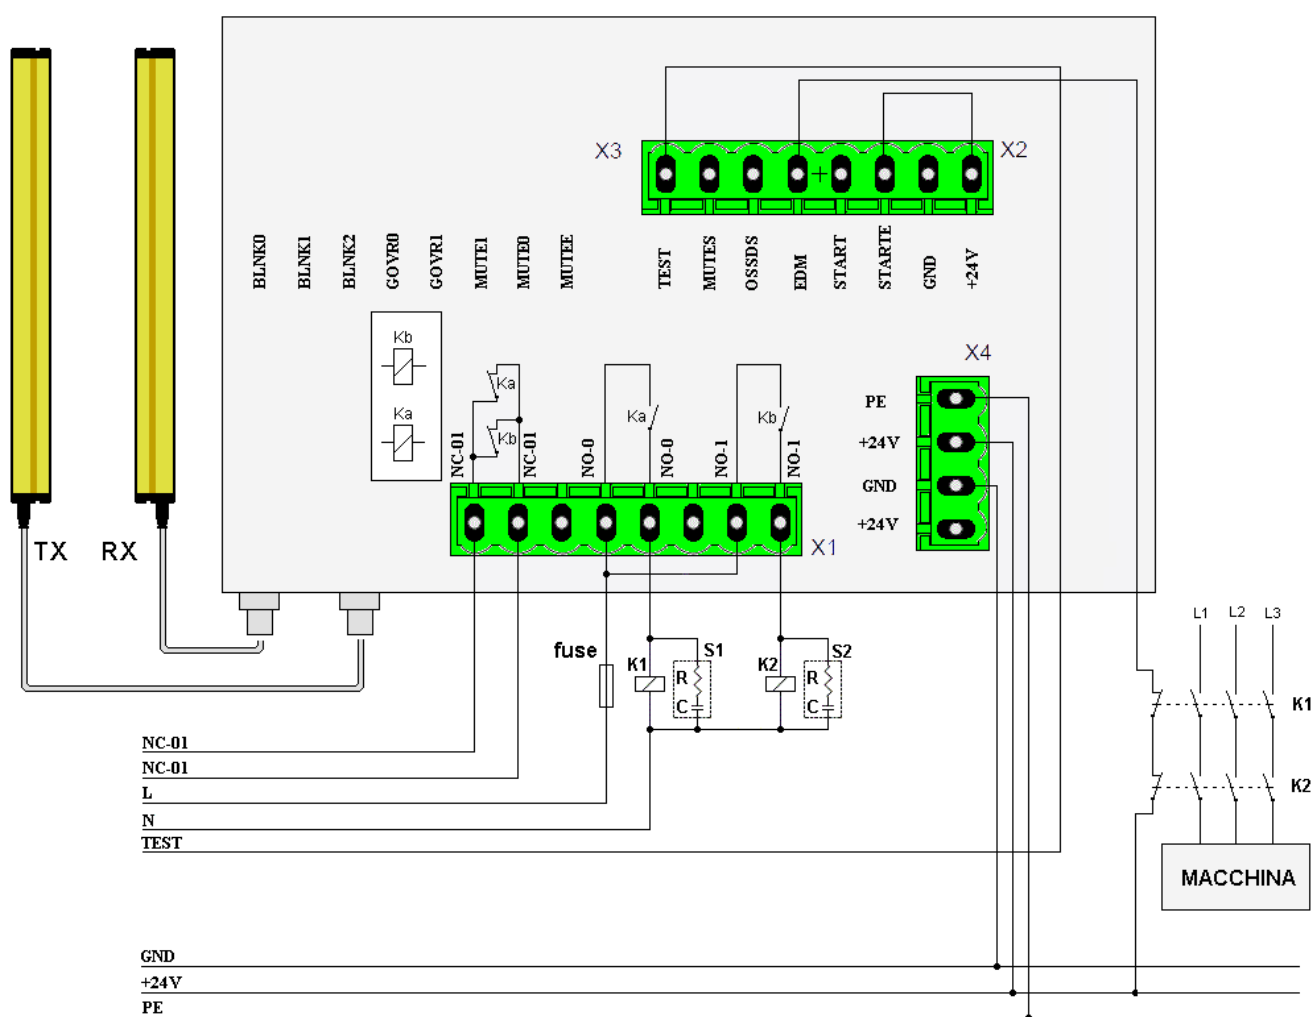 X3
X2
BLNK0
BLNK1
BLNK2
GOVR0
GOVR1
MUTE1
MUTE0
MUTEE
TEST
MUTES
OSSDS
EDM
START
STARTE
GND
+24V
X4
Kb
Ka
Ka
Kb
Ka
Kb
NC-01
NC-01
NO-0
NO-0
NO-1
NO-1
PE
+24V
GND
+24V
X1
TX
RX
fuse
K1
S1
R
C
K2
S2
R
C
L1
L2
L3
K1
K2
MACCHINA
NC-01
NC-01
L
N
TEST
GND
+24V
PE